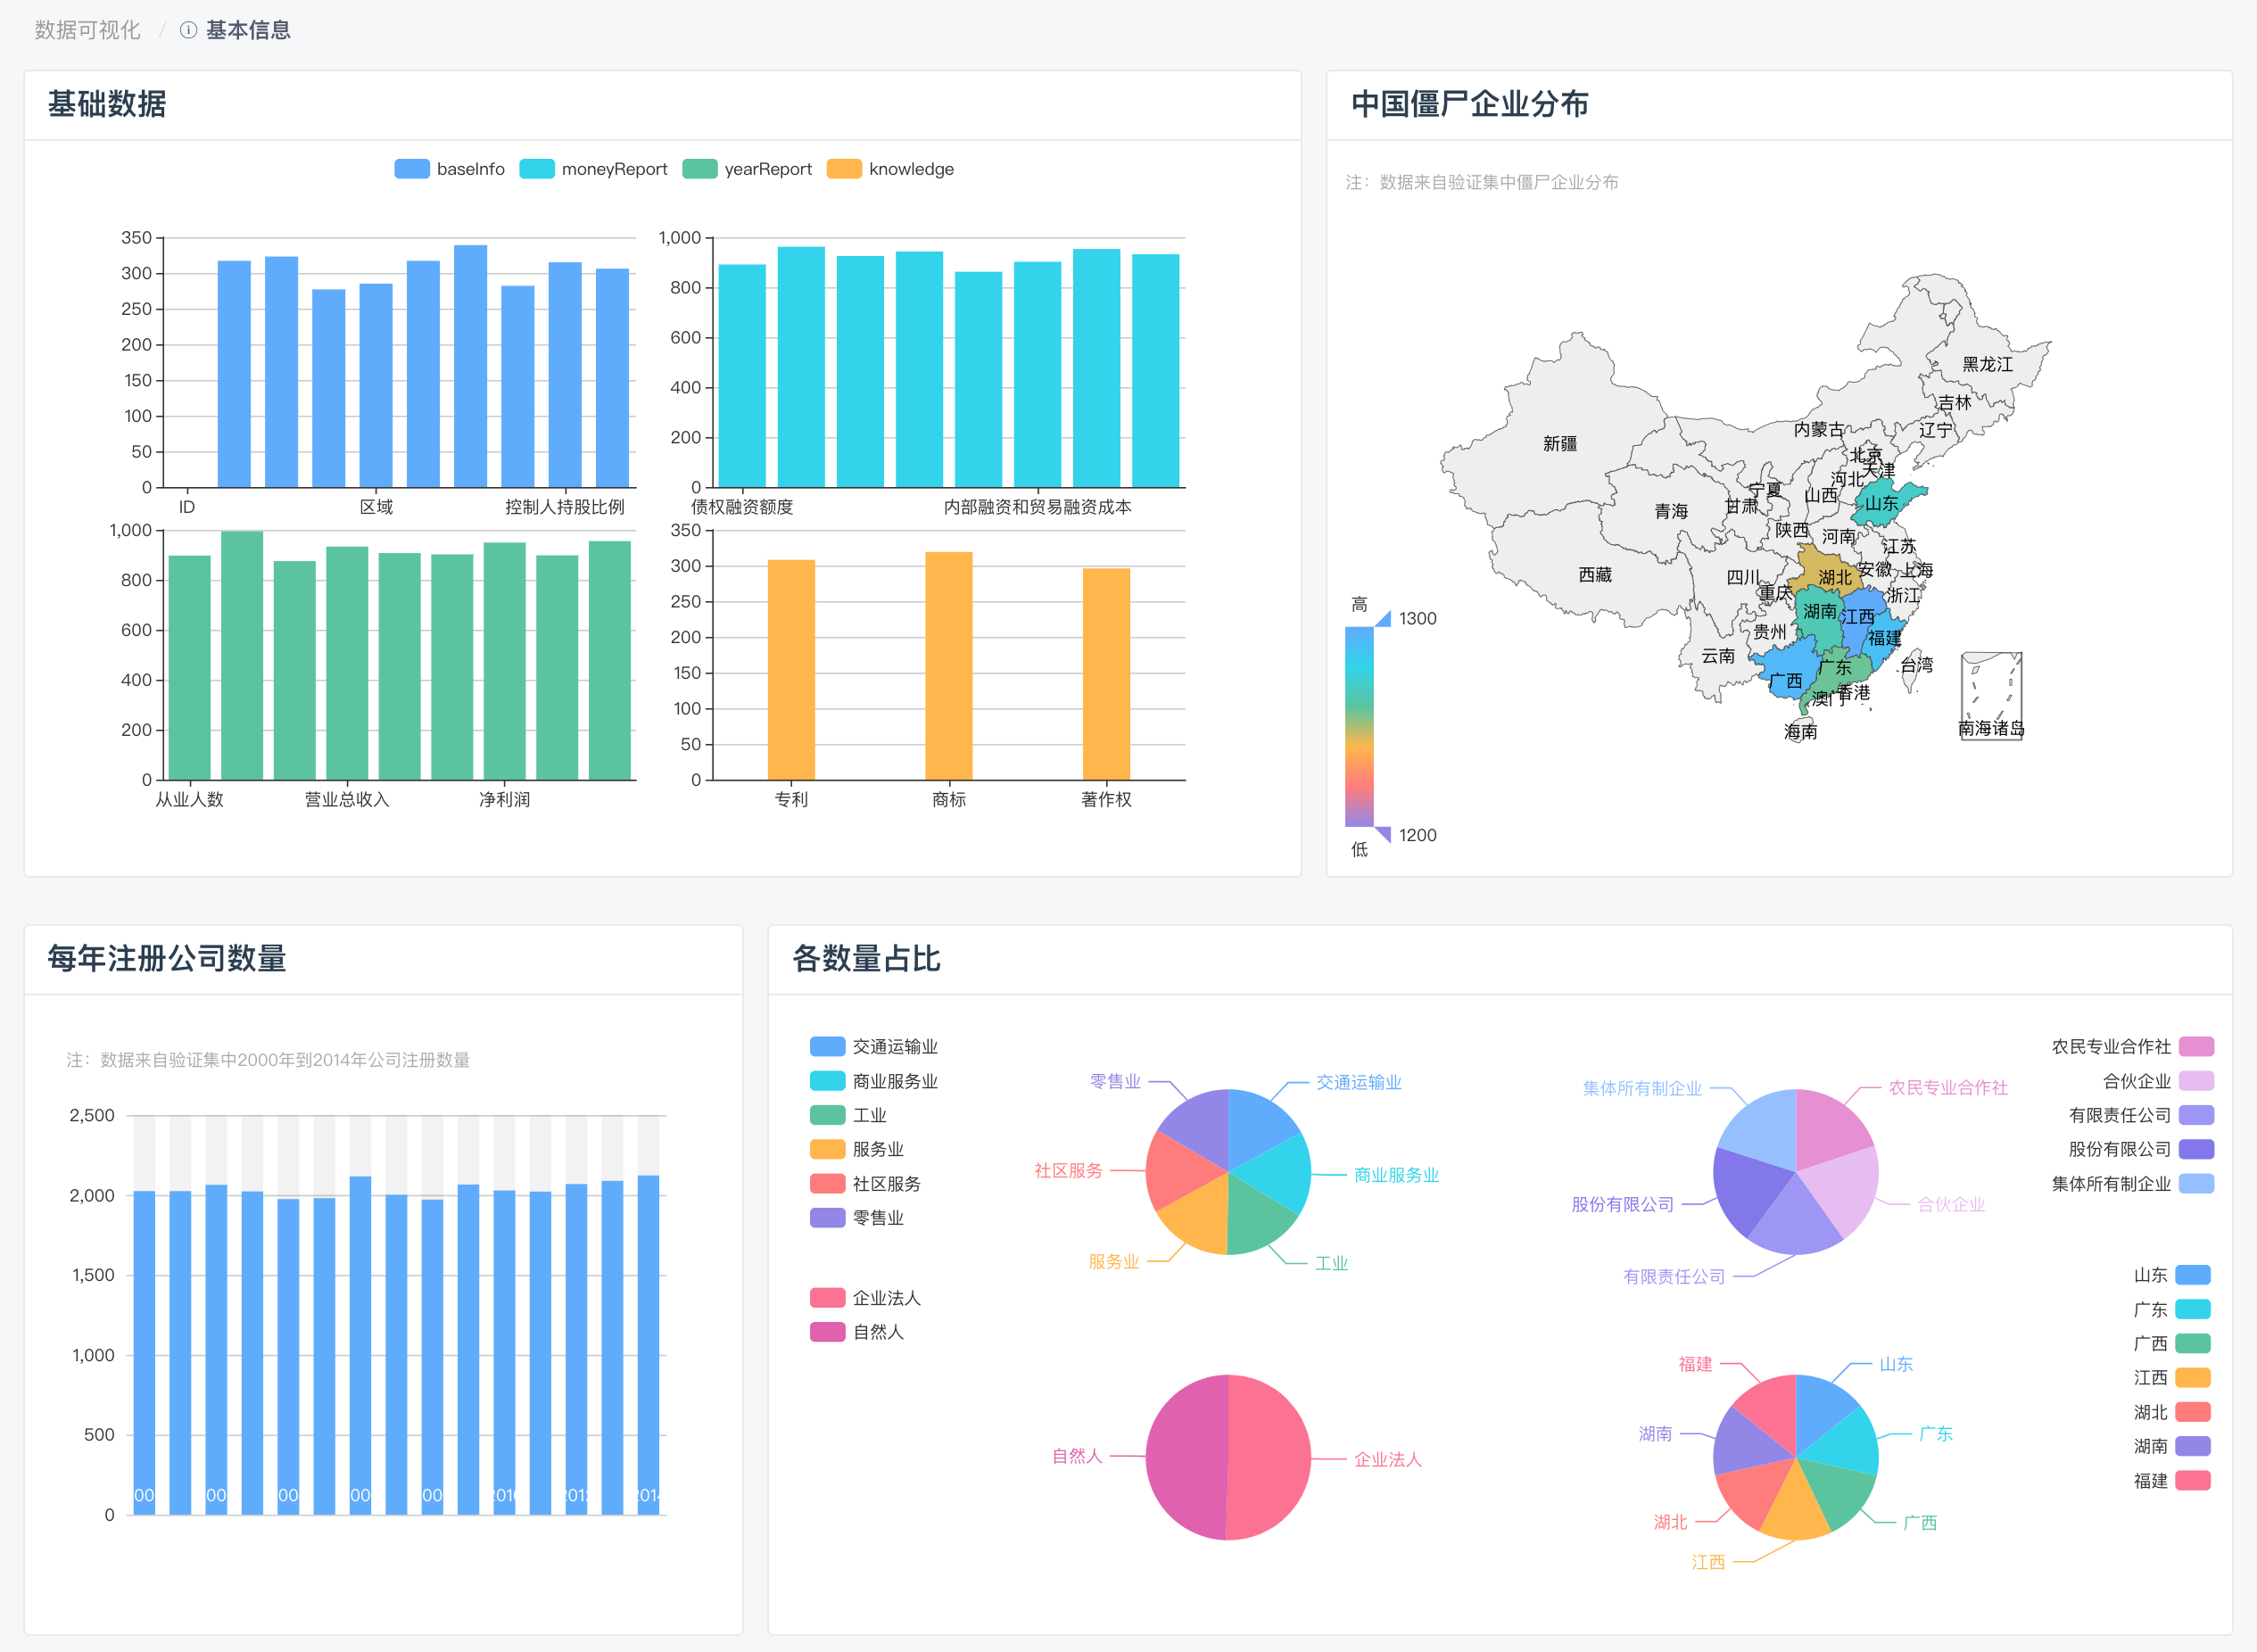 数据可视化 / 基本信息
基础数据
baseInfo moneyReport yearReport knowledge
350
300
250
200
150
100
50
0
ID 区域 控制人持股比例
1,000
800
600
400
200
0
债权融资额度 内部融资和贸易融资成本
1,000
800
600
400
200
0
从业人数 营业总收入 净利润
350
300
250
200
150
100
50
0
专利 商标 著作权
中国僵尸企业分布
注：数据来自验证集中僵尸企业分布
黑龙江
吉林
辽宁
内蒙古
新疆
北京
天津
河北
宁夏
山西
山东
甘肃
青海
陕西
河南
江苏
安徽
上海
西藏
四川
湖北
重庆
浙江
湖南
江西
贵州
福建
云南
台湾
广东
广西
香港
澳门
海南
南海诸岛
高
1300
1200
低
每年注册公司数量
注：数据来自验证集中2000年到2014年公司注册数量
2,500
2,000
1,500
1,000
500
0
各数量占比
交通运输业
商业服务业
工业
服务业
社区服务
零售业
企业法人
自然人
零售业
交通运输业
社区服务
商业服务业
服务业
工业
集体所有制企业
农民专业合作社
股份有限公司
合伙企业
有限责任公司
农民专业合作社
合伙企业
有限责任公司
股份有限公司
集体所有制企业
自然人
企业法人
福建
山东
湖南
广东
湖北
广西
江西
山东
广东
广西
江西
湖北
湖南
福建